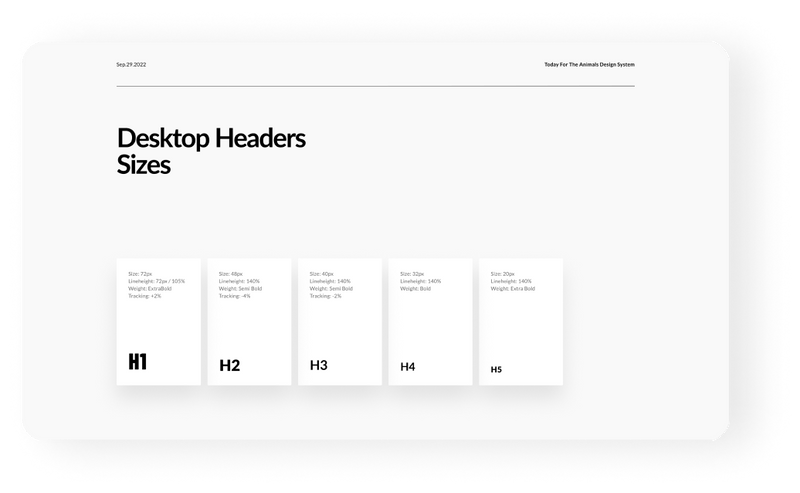 Sep.29.2022
Today For The Animals Design System
Desktop Headers
Sizes
Size: 72px
Lineheight: 72px / 105%
Weight: ExtraBold
Tracking: +2%
H1
Size: 48px
Lineheight: 140%
Weight: Semi Bold
Tracking: -4%
H2
Size: 40px
Lineheight: 140%
Weight: Semi Bold
Tracking: -2%
H3
Size: 32px
Lineheight: 140%
Weight: Bold
H4
Size: 20px
Lineheight: 140%
Weight: Extra Bold
H5